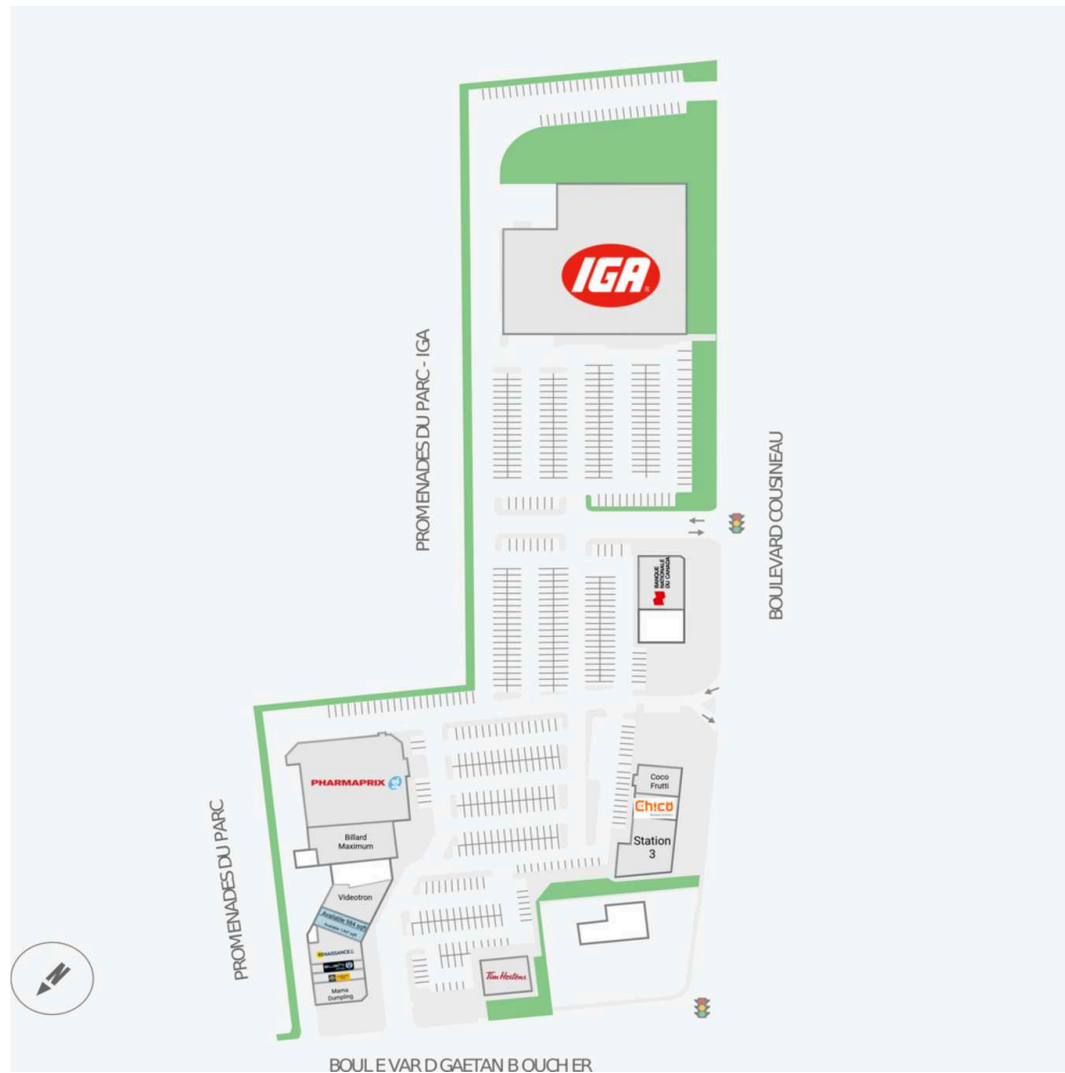 IGA
PROMENADES DU PARC - IGA
BOULEVARD COUSINEAU
BANQUE
NATIONALE
DU CANADA
PHARMAPRIX
Coco
Frutti
Chico
Billard
Maximum
Station
3
PROMENADES DU PARC
Videotron
Available 984 sqft
RENAISSANCE
Mama
Dumpling
Tim Hortons
N
BOULEVARD GAETAN BOUCHER